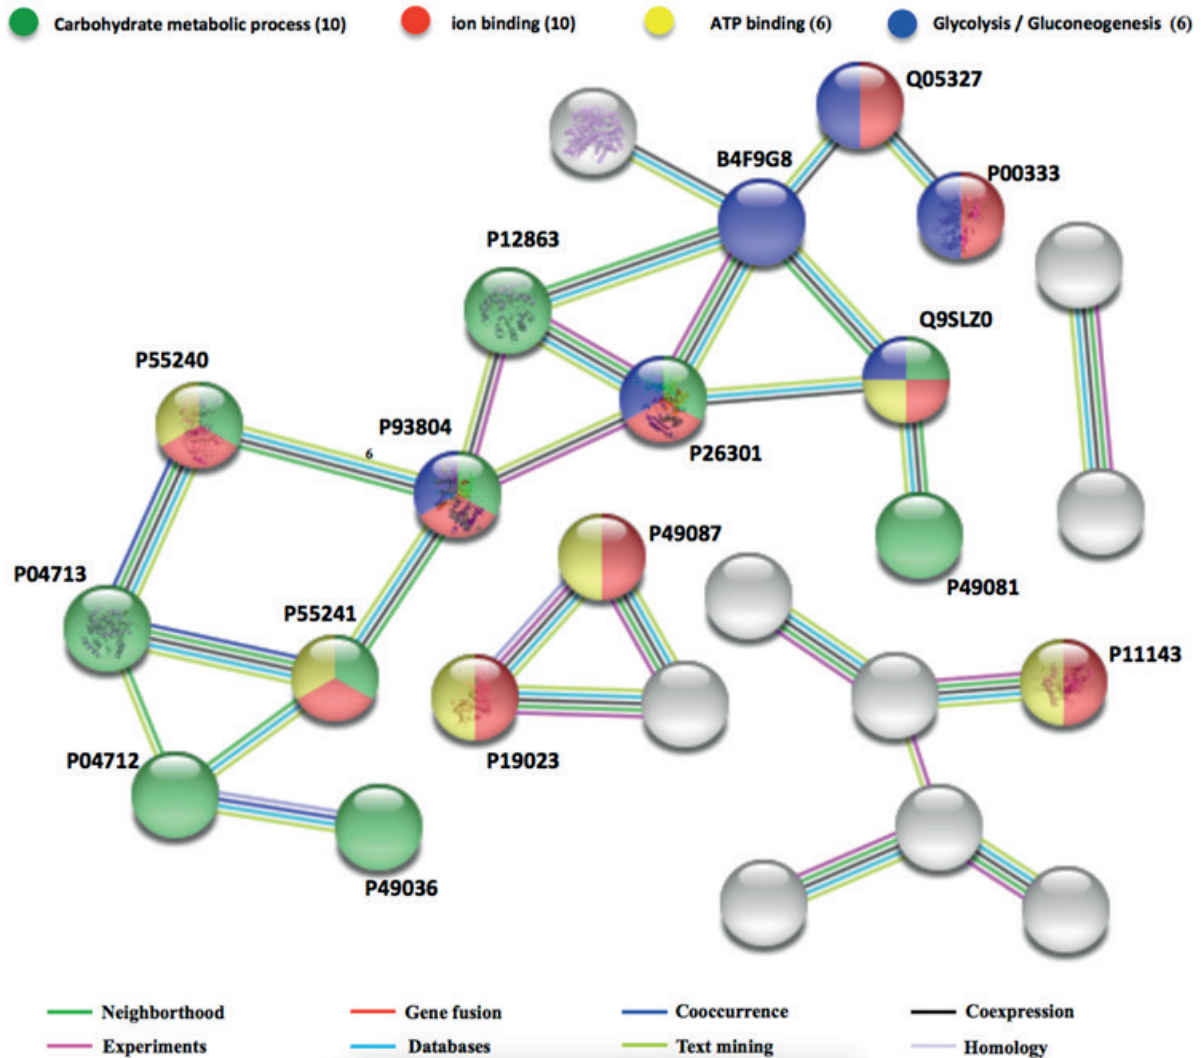 Carbohydrate metabolic process (10) ion binding (10) ATP binding (6) Glycolysis / Gluconeogenesis (6)
Q05327
B4F9G8
P00333
P12863
Q9SLZ0
P55240
P93804
6
P26301
P49087
P04713
P49081
P55241
P11143
P04712
P19023
P49036
Neighborhood Gene fusion Cooccurrence Coexpression
Experiments Databases Text mining Homology